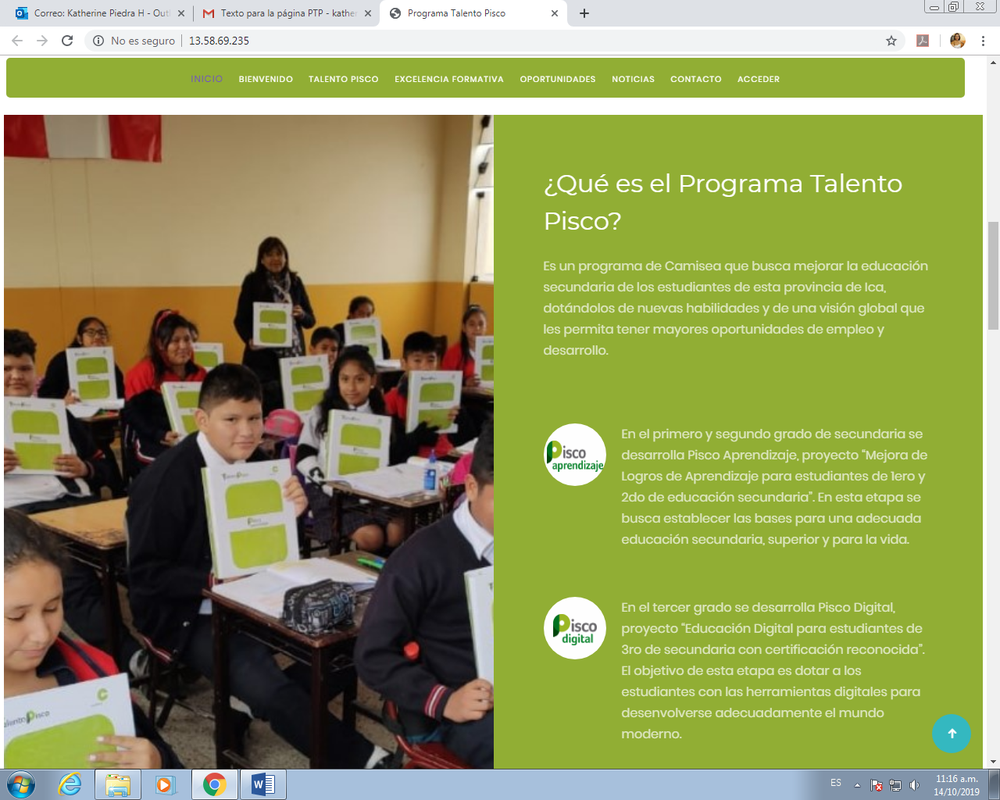 Correo: Katherine Piedra H - Outl
Texto para la página PTP - kather
Programa Talento Pisco
No es seguro
13.58.69.235
INICIO BIENVENIDO TALENTO PISCO EXCELENCIA FORMATIVA OPORTUNIDADES NOTICIAS CONTACTO ACCEDER
¿Qué es el Programa Talento
Pisco?
Es un programa de Camisea que busca mejorar la educación
secundaria de los estudiantes de esta provincia de Ica,
dotándolos de nuevas habilidades y de una visión global que
les permita tener mayores oportunidades de empleo y
desarrollo.
Pisco
aprendizaje
En el primero y segundo grado de secundaria se
desarrolla Pisco Aprendizaje, proyecto “Mejora de
Logros de Aprendizaje para estudiantes de 1ero y
2do de educación secundaria”. En esta etapa se
busca establecer las bases para una adecuada
educación secundaria, superior y para la vida.
Pisco
digital
En el tercer grado se desarrolla Pisco Digital,
proyecto “Educación Digital para estudiantes de
3ro de secundaria con certificación reconocida”.
El objetivo de esta etapa es dotar a los
estudiantes con las herramientas digitales para
desenvolverse adecuadamente el mundo
moderno.
Pisco
ES
11:16 a.m.
14/10/2019